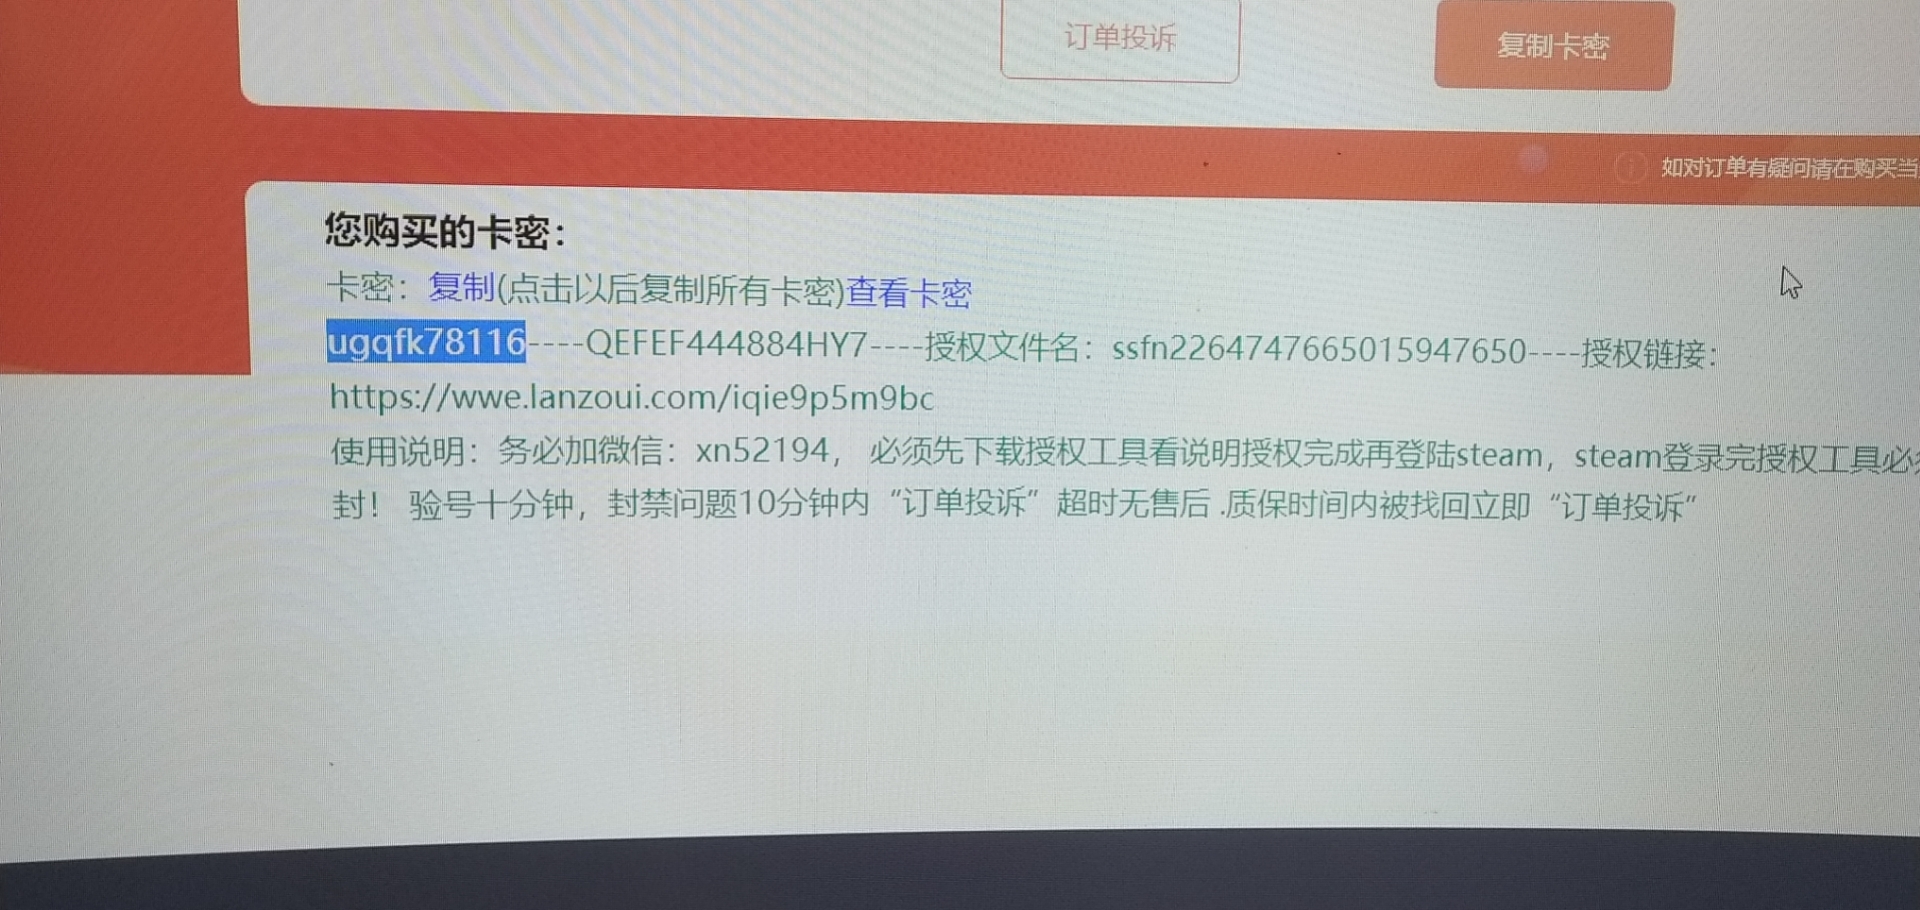 订单投诉
复制卡密
如对订单有疑问请在购买当
您购买的卡密：
卡密：复制(点击以后复制所有卡密)查看卡密
ugqfk78116----QEFEF444884HY7----授权文件名：ssfn2264747665015947650----授权链接：
https://wwe.lanzoui.com/iqie9p5m9bc
使用说明：务必加微信：xn52194， 必须先下载授权工具看说明授权完成再登陆steam，steam登录完授权工具必
封！ 验号十分钟，封禁问题10分钟内“订单投诉”超时无售后 .质保时间内被找回立即“订单投诉”